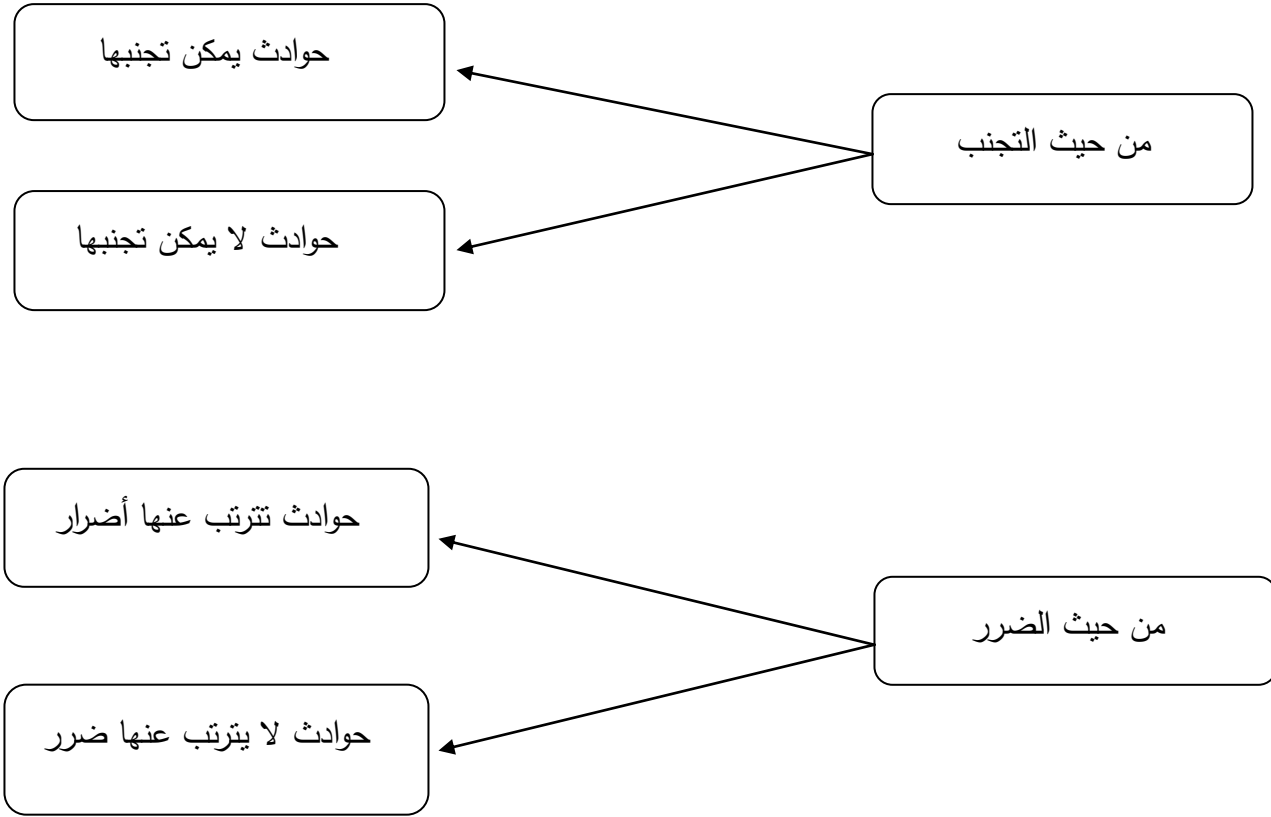 من حيث التجنب
حوادث يمكن تجنبها
حوادث لا يمكن تجنبها
من حيث الضرر
حوادث تترتب عنها أضرار
حوادث لا يترتب عنها ضرر